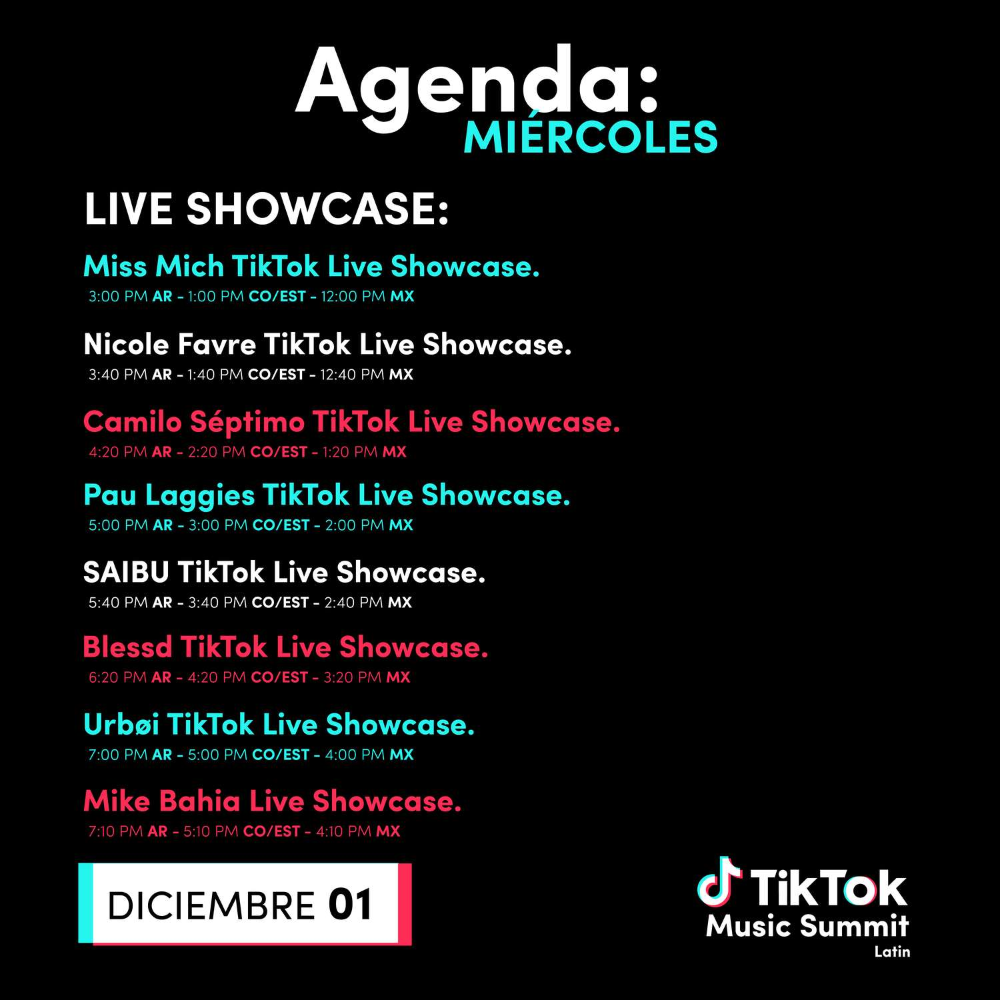 Agenda:
MIÉRCOLES
LIVE SHOWCASE:
Miss Mich TikTok Live Showcase.
3:00 PM AR - 1:00 PM CO/EST - 12:00 PM MX
Nicole Favre TikTok Live Showcase.
3:40 PM AR - 1:40 PM CO/EST - 12:40 PM MX
Camilo Séptimo TikTok Live Showcase.
4:20 PM AR - 2:20 PM CO/EST - 1:20 PM MX
Pau Laggies TikTok Live Showcase.
5:00 PM AR - 3:00 PM CO/EST - 2:00 PM MX
SAIBU TikTok Live Showcase.
5:40 PM AR - 3:40 PM CO/EST - 2:40 PM MX
Blessd TikTok Live Showcase.
6:20 PM AR - 4:20 PM CO/EST - 3:20 PM MX
Urbøi TikTok Live Showcase.
7:00 PM AR - 5:00 PM CO/EST - 4:00 PM MX
Mike Bahia Live Showcase.
7:10 PM AR - 5:10 PM CO/EST - 4:10 PM MX
DICIEMBRE 01
TikTok
Music Summit
Latin